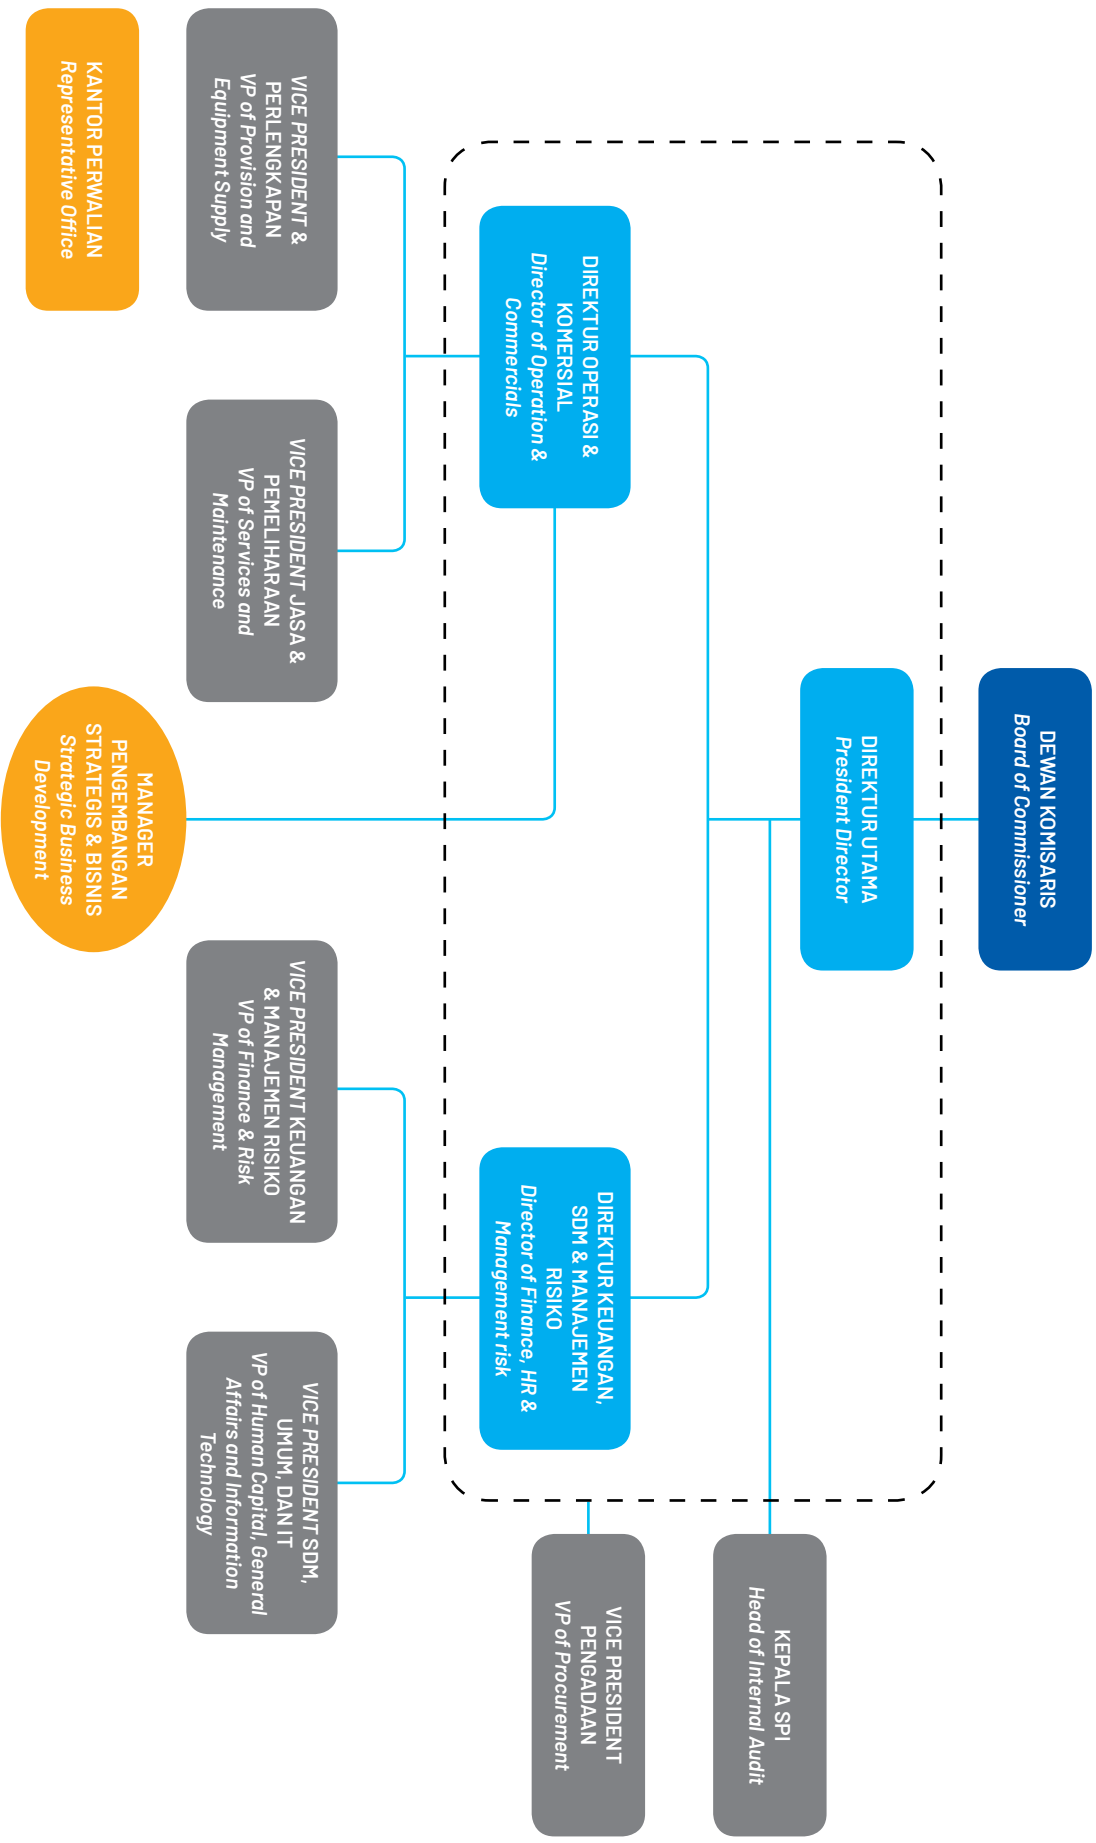 DEWAN KOMISARIS
Board of Commissioner
DIREKTUR UTAMA
President Director
KEPALA SPI
Head of Internal Audit
DIREKTUR OPERASI &
KOMERSIAL
Director of Operation &
Commercials
DIREKTUR KEUANGAN,
SDM & MANAJEMEN
RISIKO
Director of Finance, HR &
Management risk
VICE PRESIDENT
PENGADAAN
VP of Procurement
VICE PRESIDENT &
PERLENGKAPAN
VP of Provision and
Equipment Supply
VICE PRESIDENT JASA &
PEMELIHARAAN
VP of Services and
Maintenance
VICE PRESIDENT KEUANGAN
& MANAJEMEN RISIKO
VP of Finance & Risk
Management
VICE PRESIDENT SDM,
UMUM, DAN IT
VP of Human Capital, General
Affairs and Information
Technology
KANTOR PERWALIAN
Representative Office
MANAGER
PENGEMBANGAN
STRATEGIS & BISNIS
Strategic Business
Development